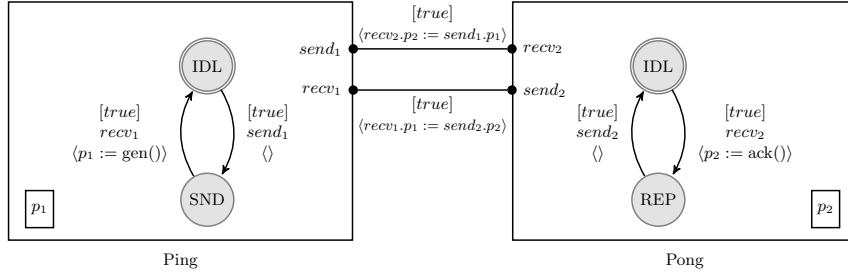 [true]
⟨recv₂.p₂ := send₁.p₁⟩
send₁
recv₂
IDL
IDL
recv₁
send₂
[true]
recv₁
⟨p₁ := gen()⟩
[true]
send₁
⟨⟩
[true]
⟨recv₁.p₁ := send₂.p₂⟩
[true]
send₂
⟨⟩
[true]
recv₂
⟨p₂ := ack()⟩
p₁
SND
REP
p₂
Ping
Pong